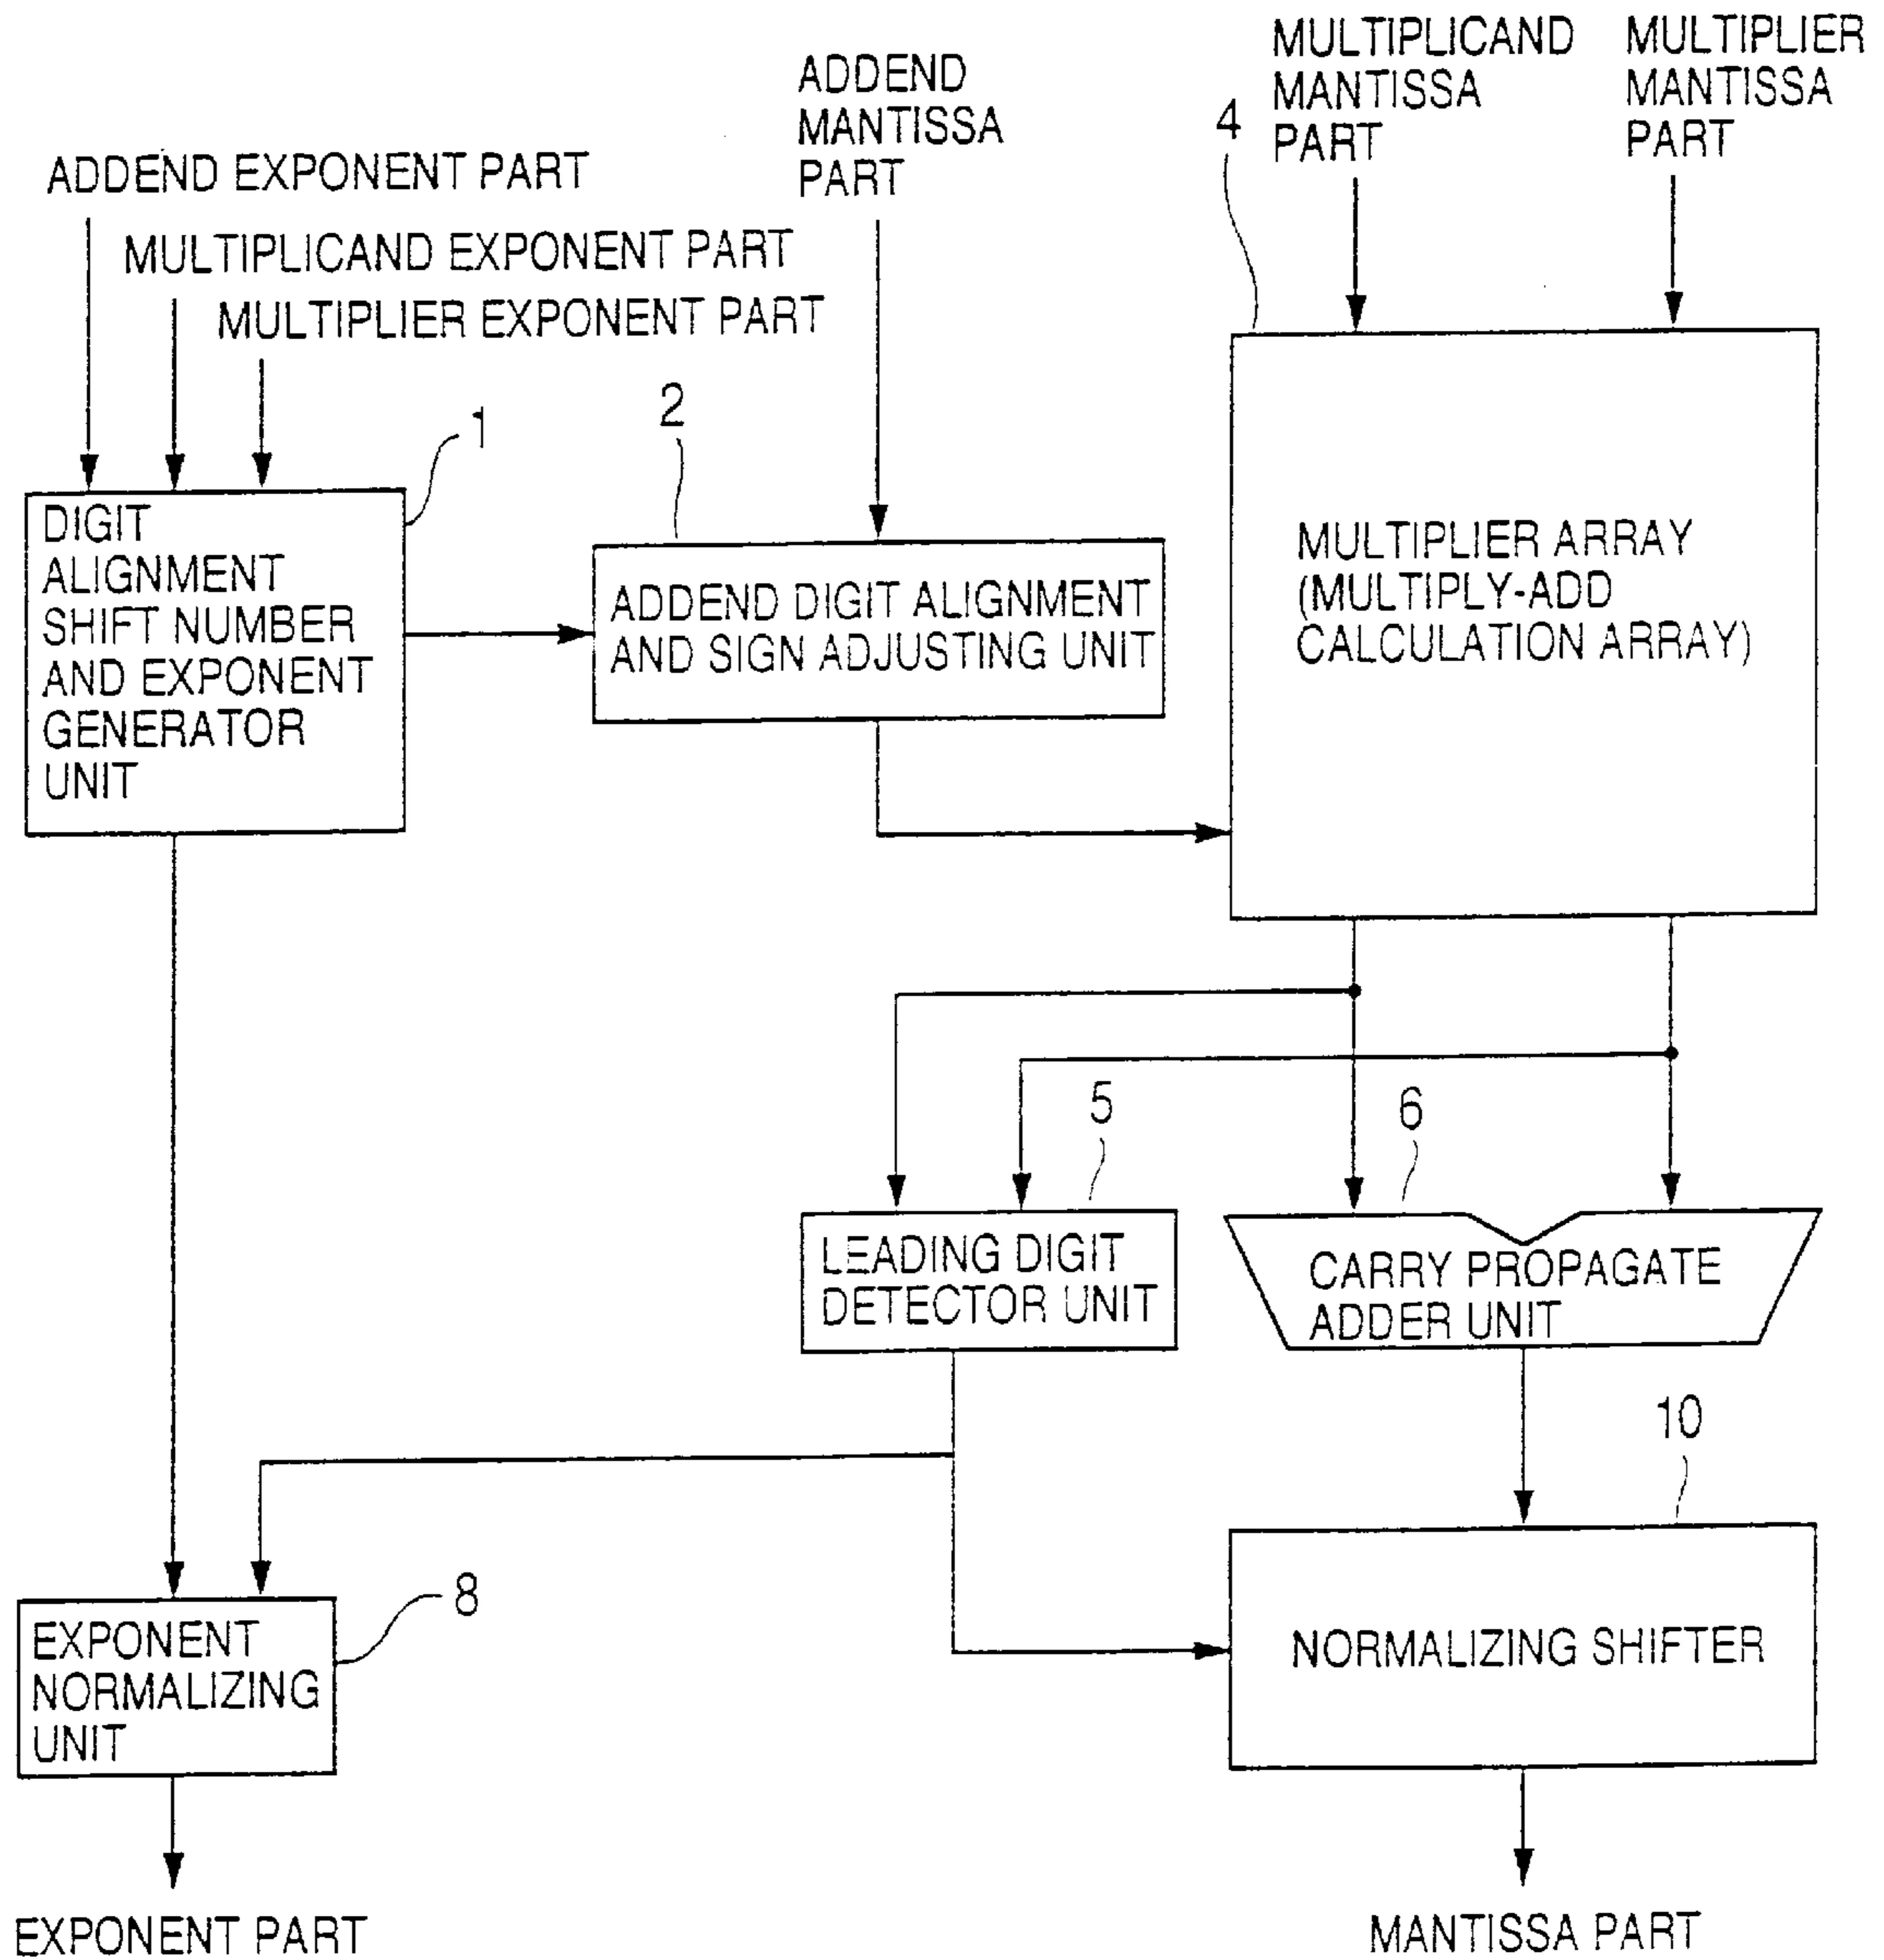 MULTIPLICAND
MANTISSA
PART
MULTIPLIER
MANTISSA
PART
ADDEND
MANTISSA
PART
4
ADDEND EXPONENT PART
MULTIPLICAND EXPONENT PART
MULTIPLIER EXPONENT PART
1
2
DIGIT
ALIGNMENT
SHIFT NUMBER
AND EXPONENT
GENERATOR
UNIT
ADDEND DIGIT ALIGNMENT
AND SIGN ADJUSTING UNIT
MULTIPLIER ARRAY
(MULTIPLY-ADD
CALCULATION ARRAY)
5
6
LEADING DIGIT
DETECTOR UNIT
CARRY PROPAGATE
ADDER UNIT
10
8
EXPONENT
NORMALIZING
UNIT
NORMALIZING SHIFTER
EXPONENT PART
MANTISSA PART